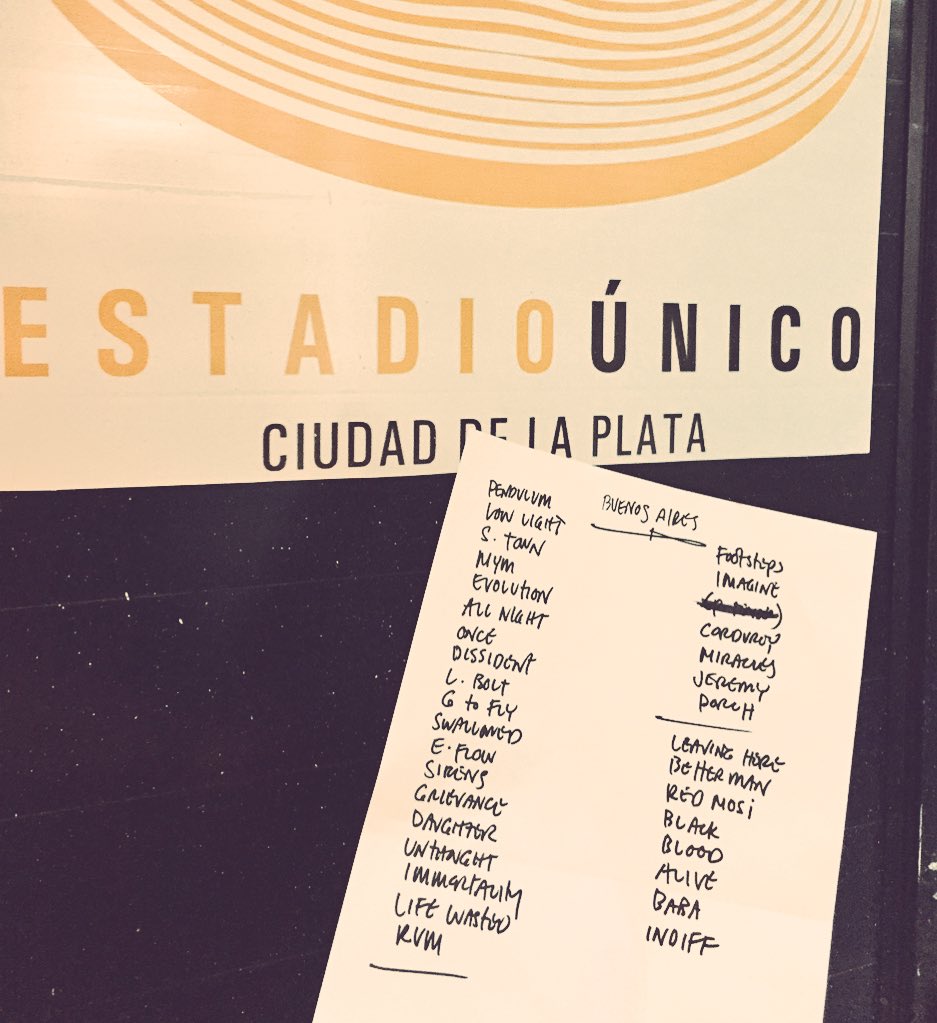 ESTADIO ÚNICO
CIUDAD DE LA PLATA
BUENOS AIRES
PENDULUM
LOW LIGHT
S. TOWN
MYM
EVOLUTION
ALL NIGHT
ONCE
DISSIDENT
L. BOLT
G to FLY
SWALLOWED
E. FLOW
SIRENS
GRIEVANCE
DAUGHTER
UNTHOUGHT
IMMORTALITY
LIFE WASTED
RVM
Footsteps
IMAGINE
CORDUROY
MIRACLES
JEREMY
PORCH
LEAVING HERE
BETTERMAN
RED MOSI
BLACK
BLOOD
ALIVE
BABA
INDIFF